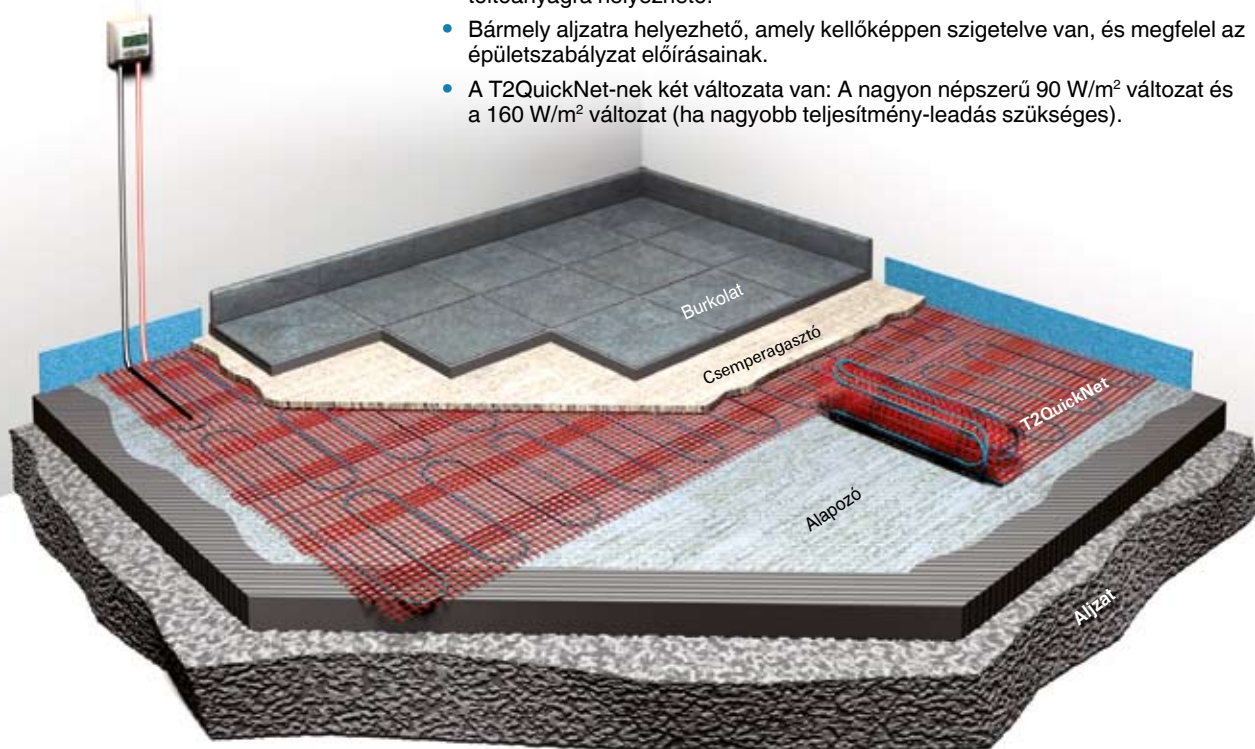 helyezhető.
• Bármely aljzatra helyezhető, amely kellőképpen szigetelve van, és megfelel az
épületszabályzat előírásainak.
• A T2QuickNet-nek két változata van: A nagyon népszerű 90 W/m² változat és
a 160 W/m² változat (ha nagyobb teljesítmény-leadás szükséges).
Burkolat
Csemperagasztó
T2QuickNet
Alapozó
Aljzat